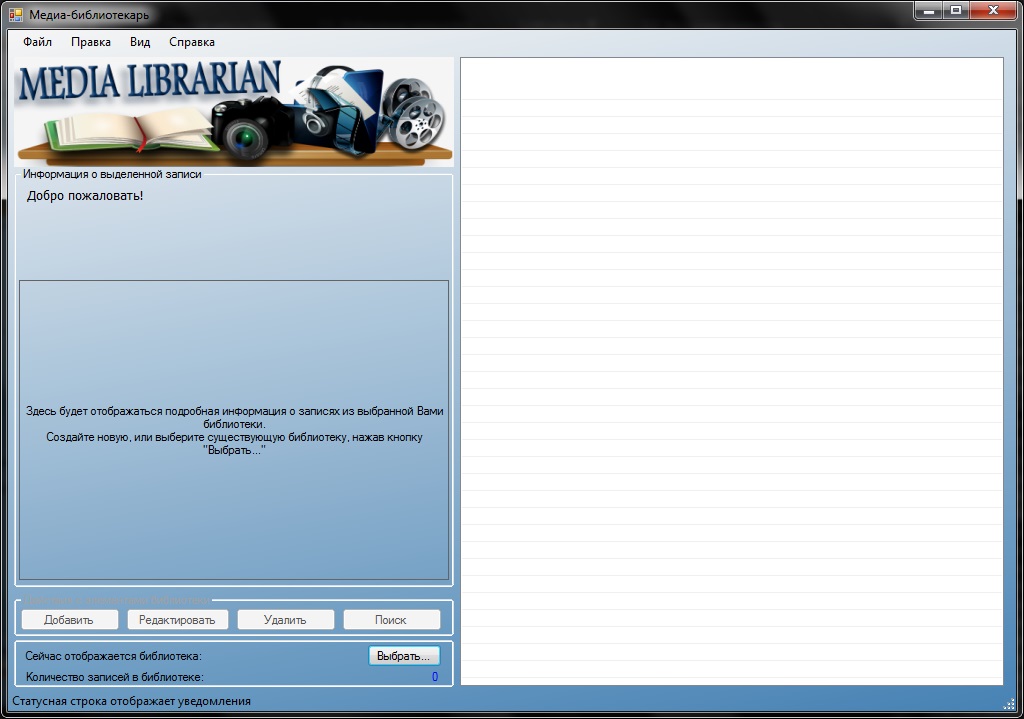 Медиа-библиотекарь
Файл Правка Вид Справка
MEDIA LIBRARIAN
Информация о выделенной записи
Добро пожаловать!
Здесь будет отображаться подробная информация о записях из выбранной Вами
библиотеки.
Создайте новую, или выберите существующую библиотеку, нажав кнопку
"Выбрать..."
Добавить Редактировать Удалить Поиск
Сейчас отображается библиотека: Выбрать...
Количество записей в библиотеке: 0
Статусная строка отображает уведомления